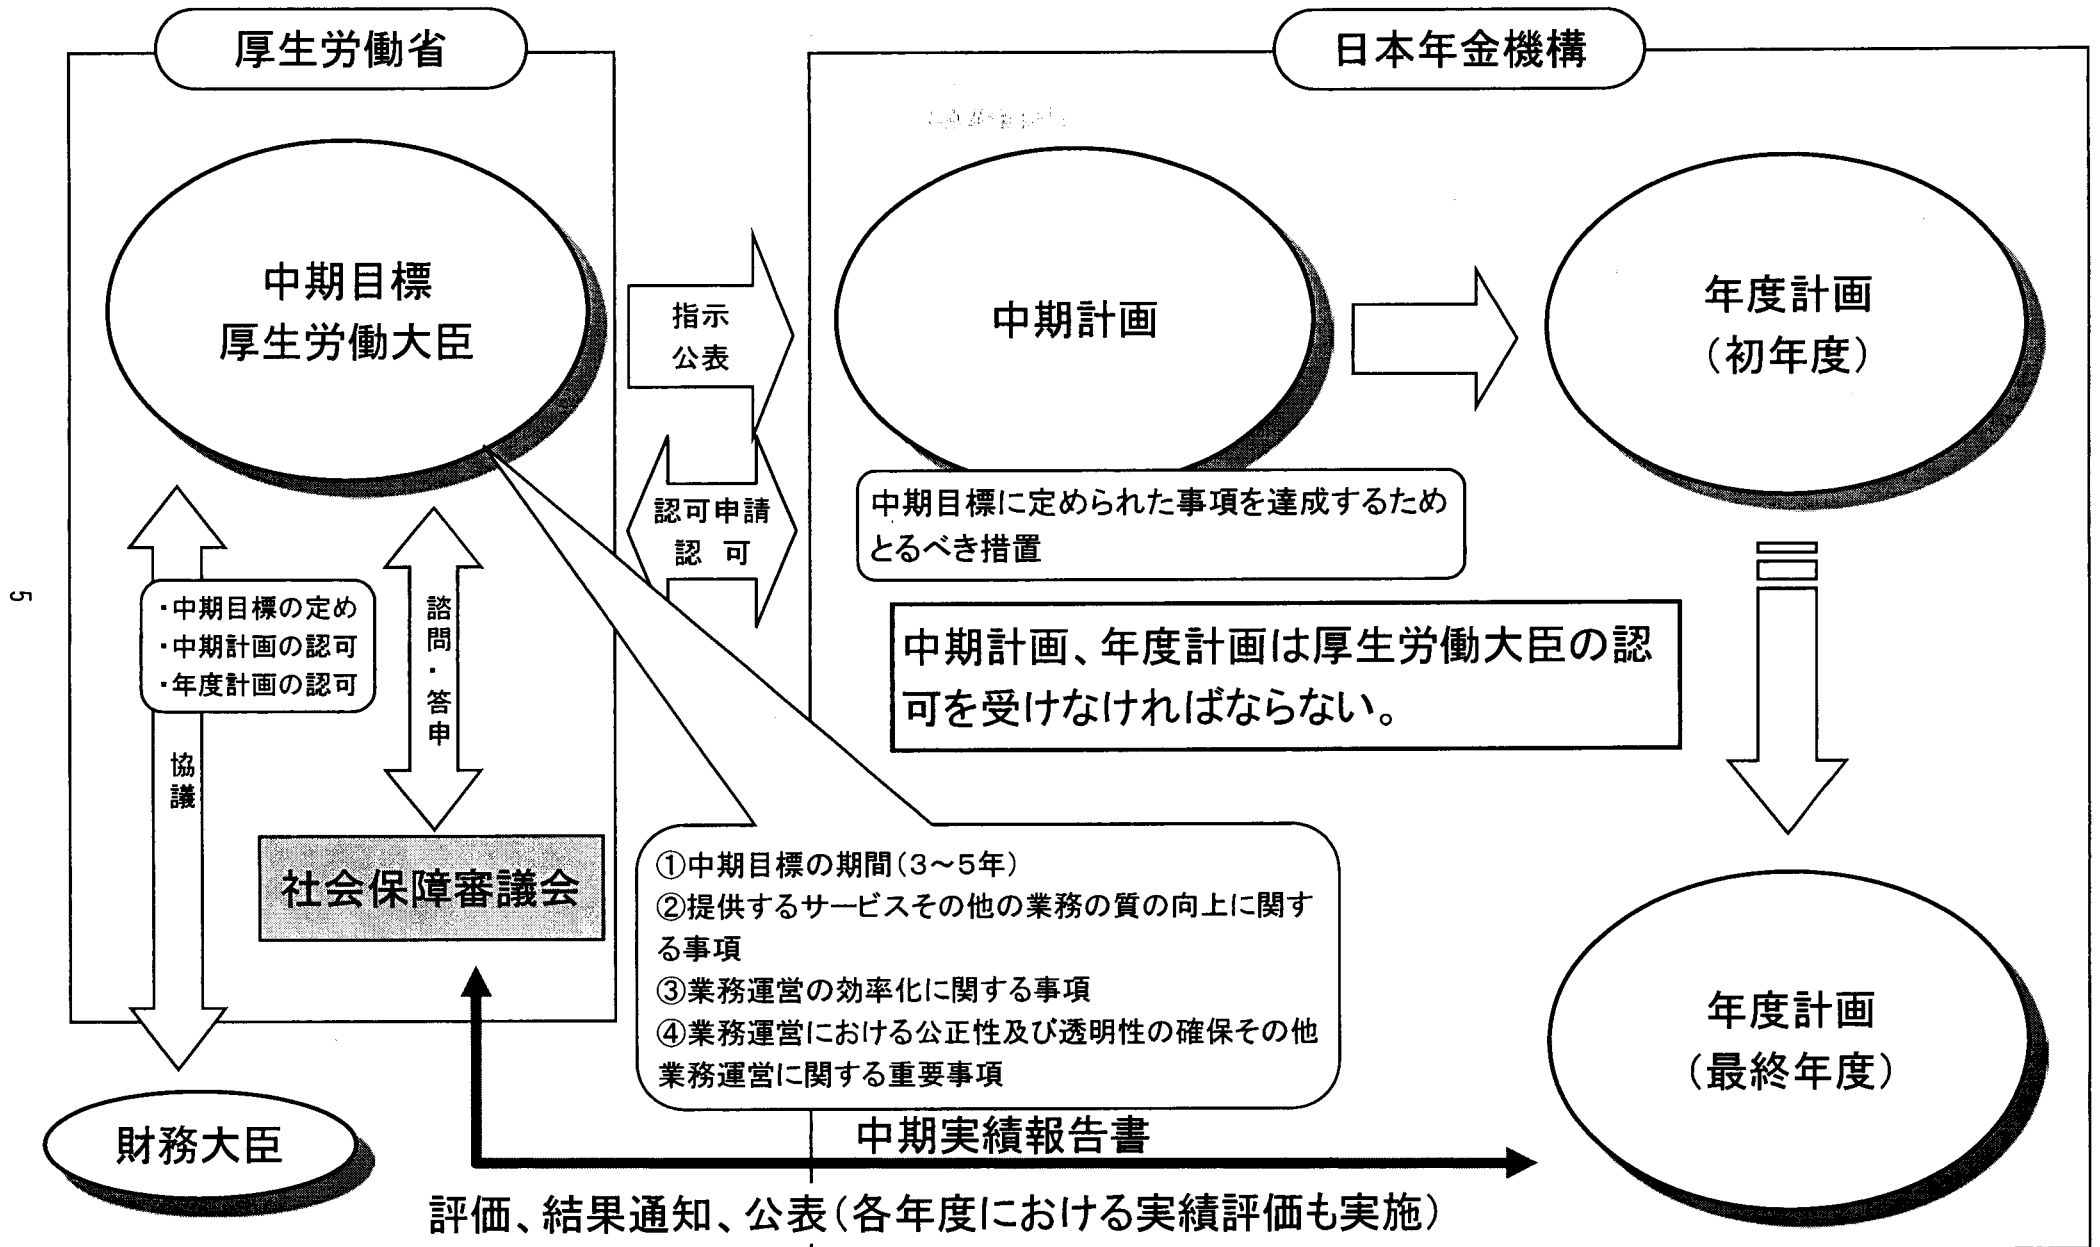 厚生労働省
日本年金機構
中期目標
厚生労働大臣
指示
公表
中期計画
年度計画
（初年度）
認可申請
認 可
中期目標に定められた事項を達成するため
とるべき措置
・中期目標の定め
・中期計画の認可
・年度計画の認可
協議
諮問・答申
中期計画、年度計画は厚生労働大臣の認
可を受けなければならない。
社会保障審議会
①中期目標の期間（３～５年）
②提供するサービスその他の業務の質の向上に関す
る事項
③業務運営の効率化に関する事項
④業務運営における公正性及び透明性の確保その他
業務運営に関する重要事項
年度計画
（最終年度）
財務大臣
中期実績報告書
評価、結果通知、公表（各年度における実績評価も実施）
5